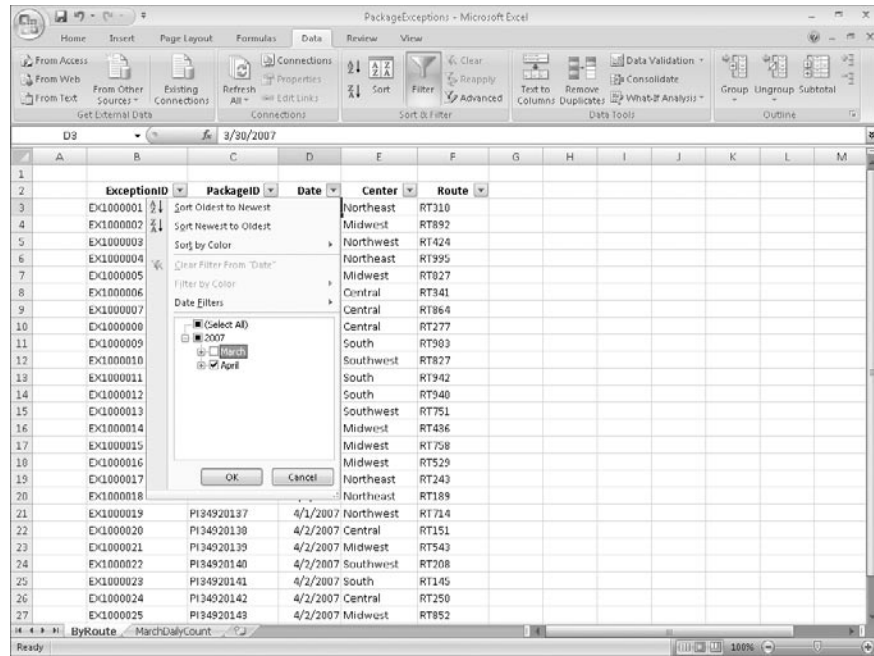 PackageExceptions - Microsoft Excel
Home Insert Page Layout Formulas Data Review View
From Access
From Web
From Text
From Other Sources
Existing Connections
Get External Data
Refresh All
Connections
Properties
Edit Links
Connections
Sort
Filter
Clear
Reapply
Advanced
Sort & Filter
Text to Columns
Remove Duplicates
Data Validation
Consolidate
What-If Analysis
Data Tools
Group Ungroup Subtotal
Outline
D3 fx 3/30/2007
A B C D E F G H I J K L M
1
2 ExceptionID PackageID Date Center Route
3 EX1000001 Northeast RT310
4 EX1000002 Midwest RT892
5 EX1000003 Northwest RT424
6 EX1000004 Northeast RT995
7 EX1000005 Midwest RT827
8 EX1000006 Central RT341
9 EX1000007 Central RT864
10 EX1000008 Central RT277
11 EX1000009 South RT983
12 EX1000010 Southwest RT827
13 EX1000011 South RT942
14 EX1000012 South RT940
15 EX1000013 Southwest RT751
16 EX1000014 Midwest RT436
17 EX1000015 Midwest RT758
18 EX1000016 Midwest RT529
19 EX1000017 Northeast RT243
20 EX1000018 Northeast RT189
21 EX1000019 PI34920137 4/1/2007 Northwest RT714
22 EX1000020 PI34920138 4/2/2007 Central RT151
23 EX1000021 PI34920139 4/2/2007 Midwest RT543
24 EX1000022 PI34920140 4/2/2007 Southwest RT208
25 EX1000023 PI34920141 4/2/2007 South RT145
26 EX1000024 PI34920142 4/2/2007 Central RT250
27 EX1000025 PI34920143 4/2/2007 Midwest RT852
Sort Oldest to Newest
Sort Newest to Oldest
Sort by Color
Clear Filter From "Date"
Filter by Color
Date Filters
(Select All)
2007
March
April
OK Cancel
ByRoute MarchDailyCount
Ready 100%